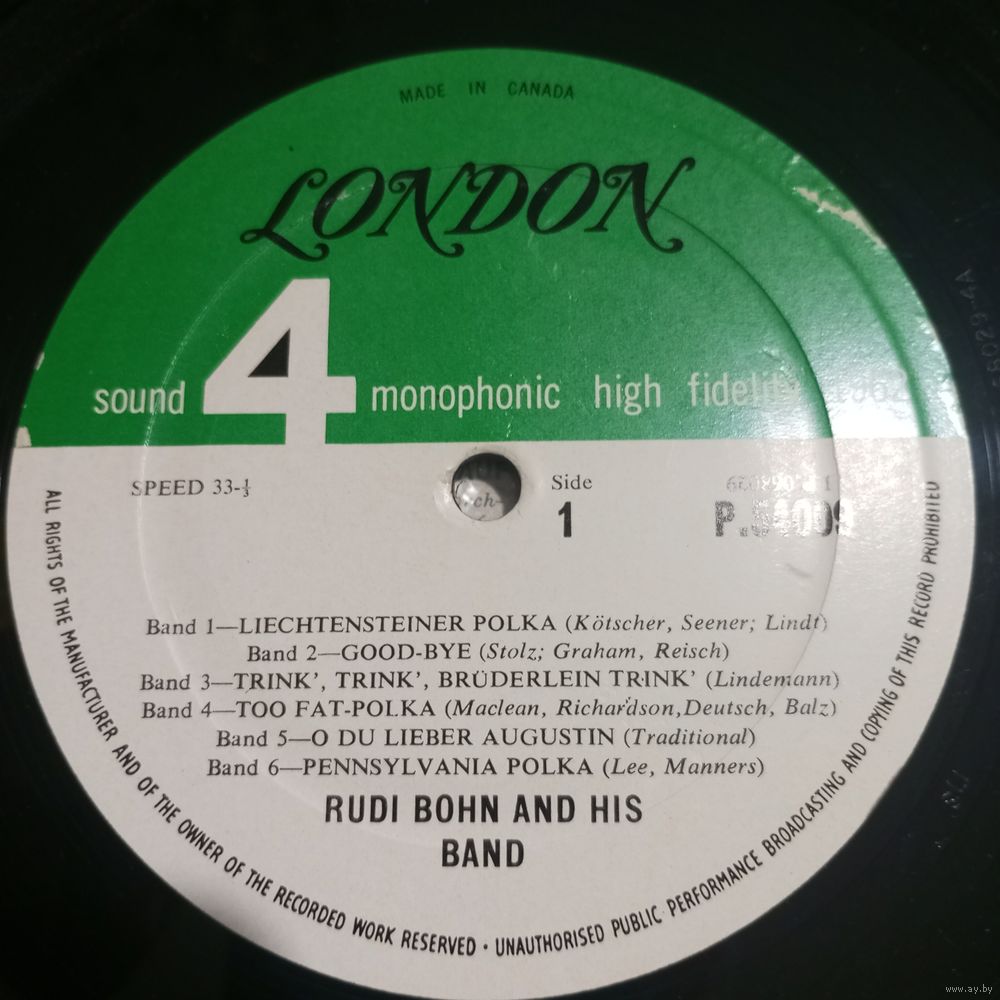 MADE IN CANADA
LONDON
sound 4 monophonic high fidelity
SPEED 33-⅓
Side
1
Band 1—LIECHTENSTEINER POLKA (Kötscher, Seener; Lindt)
Band 2—GOOD-BYE (Stolz; Graham, Reisch)
Band 3—TRINK', TRINK', BRÜDERLEIN TRINK' (Lindemann)
Band 4—TOO FAT-POLKA (Maclean, Richardson,Deutsch, Balz)
Band 5—O DU LIEBER AUGUSTIN (Traditional)
Band 6—PENNSYLVANIA POLKA (Lee, Manners)
RUDI BOHN AND HIS
BAND
ALL RIGHTS OF THE MANUFACTURER AND OF THE OWNER OF THE RECORDED WORK RESERVED • UNAUTHORISED PUBLIC PERFORMANCE BROADCASTING AND COPYING OF THIS RECORD PROHIBITED
www.ay.by